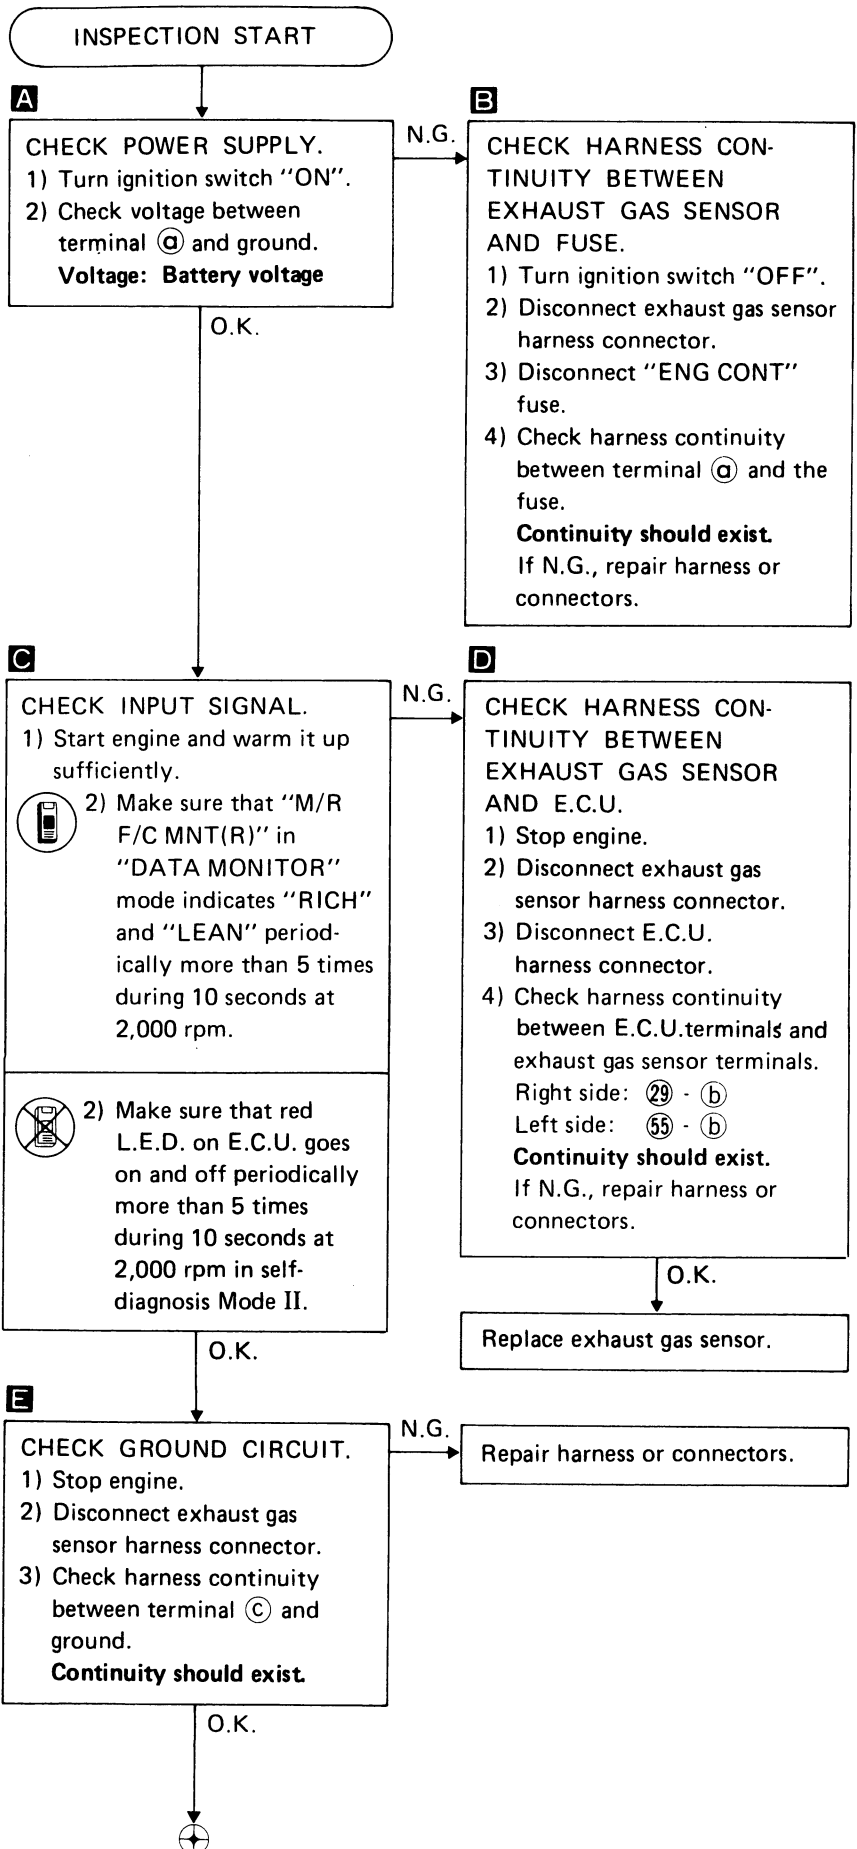 INSPECTION START
A
CHECK POWER SUPPLY.
1) Turn ignition switch "ON".
2) Check voltage between
terminal ⓐ and ground.
Voltage: Battery voltage
N.G.
B
CHECK HARNESS CON-
TINUITY BETWEEN
EXHAUST GAS SENSOR
AND FUSE.
1) Turn ignition switch "OFF".
2) Disconnect exhaust gas sensor
harness connector.
3) Disconnect "ENG CONT"
fuse.
4) Check harness continuity
between terminal ⓐ and the
fuse.
Continuity should exist.
If N.G., repair harness or
connectors.
O.K.
C
CHECK INPUT SIGNAL.
1) Start engine and warm it up
sufficiently.
2) Make sure that "M/R
F/C MNT(R)" in
"DATA MONITOR"
mode indicates "RICH"
and "LEAN" period-
ically more than 5 times
during 10 seconds at
2,000 rpm.
2) Make sure that red
L.E.D. on E.C.U. goes
on and off periodically
more than 5 times
during 10 seconds at
2,000 rpm in self-
diagnosis Mode II.
N.G.
D
CHECK HARNESS CON-
TINUITY BETWEEN
EXHAUST GAS SENSOR
AND E.C.U.
1) Stop engine.
2) Disconnect exhaust gas
sensor harness connector.
3) Disconnect E.C.U.
harness connector.
4) Check harness continuity
between E.C.U.terminals and
exhaust gas sensor terminals.
Right side: ㉙ - ⓑ
Left side: 55 - ⓑ
Continuity should exist.
If N.G., repair harness or
connectors.
O.K.
Replace exhaust gas sensor.
O.K.
E
CHECK GROUND CIRCUIT.
1) Stop engine.
2) Disconnect exhaust gas
sensor harness connector.
3) Check harness continuity
between terminal ⓒ and
ground.
Continuity should exist.
N.G.
Repair harness or connectors.
O.K.